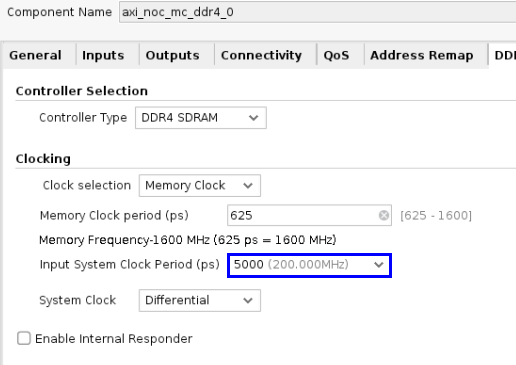 Component Name axi_noc_mc_ddr4_0
General Inputs Outputs Connectivity QoS Address Remap DD
Controller Selection
Controller Type DDR4 SDRAM
Clocking
Clock selection Memory Clock
Memory Clock period (ps) 625 [625 - 1600]
Memory Frequency-1600 MHz (625 ps = 1600 MHz)
Input System Clock Period (ps) 5000 (200.000MHz)
System Clock Differential
Enable Internal Responder